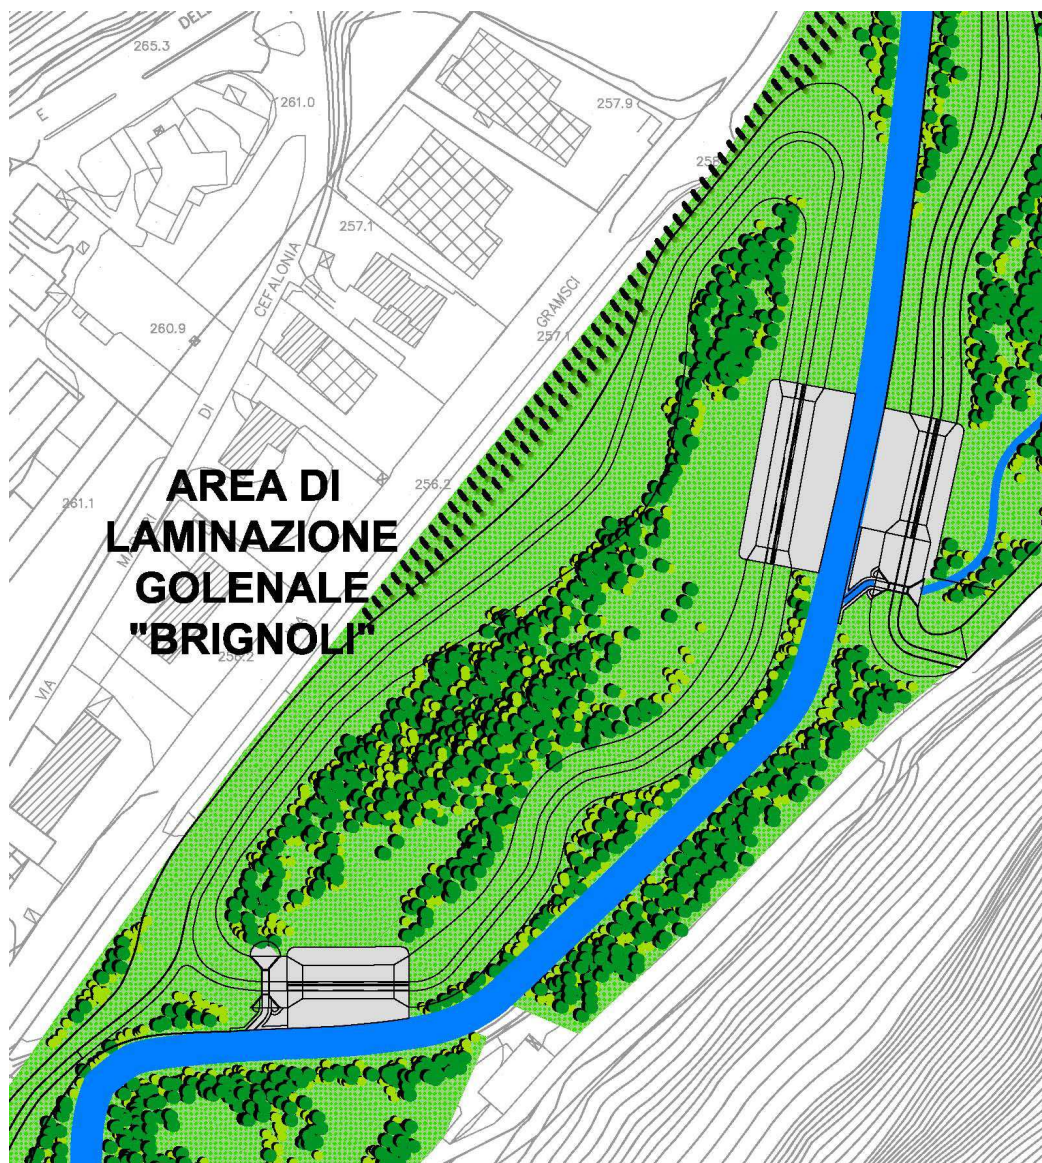 DEL
265.3
E
261.0
257.9
257.1
CEFALONIA
GRAMSCI
257.1
260.9
DI
256.2
261.1
AREA DI
LAMINAZIONE
GOLENALE
"BRIGNOLI"
VIA